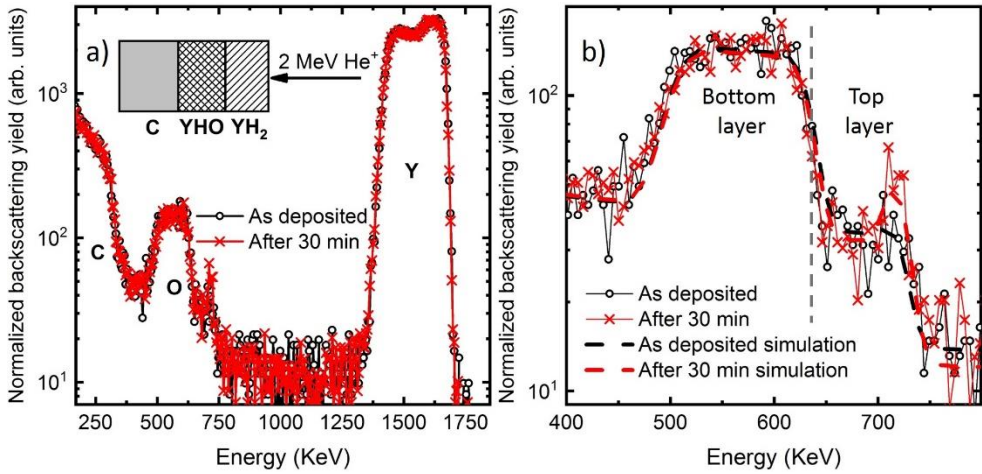 Normalized backscattering yield (arb. units)
10³
10²
10¹
a)
2 MeV He⁺
C YHO YH₂
Y
As deposited
After 30 min
C
O
250 500 750 1000 1250 1500 1750
Energy (KeV)
Normalized backscattering yield (arb. units)
10²
10¹
b)
Bottom
layer
Top
layer
As deposited
After 30 min
As deposited simulation
After 30 min simulation
400 500 600 700
Energy (KeV)